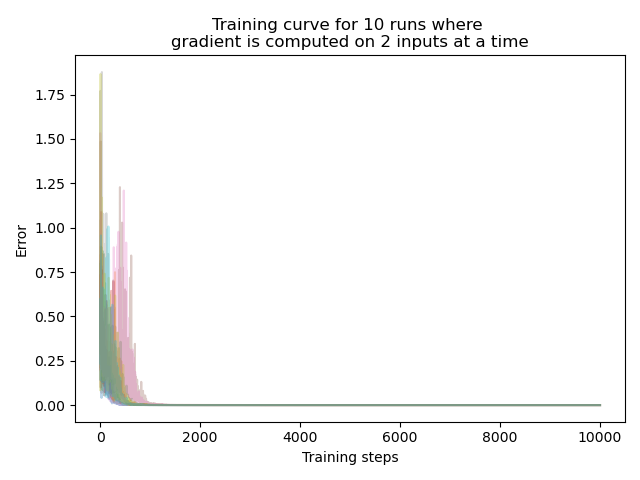 Training curve for 10 runs where
gradient is computed on 2 inputs at a time
Error
1.75
1.50
1.25
1.00
0.75
0.50
0.25
0.00
0 2000 4000 6000 8000 10000
Training steps